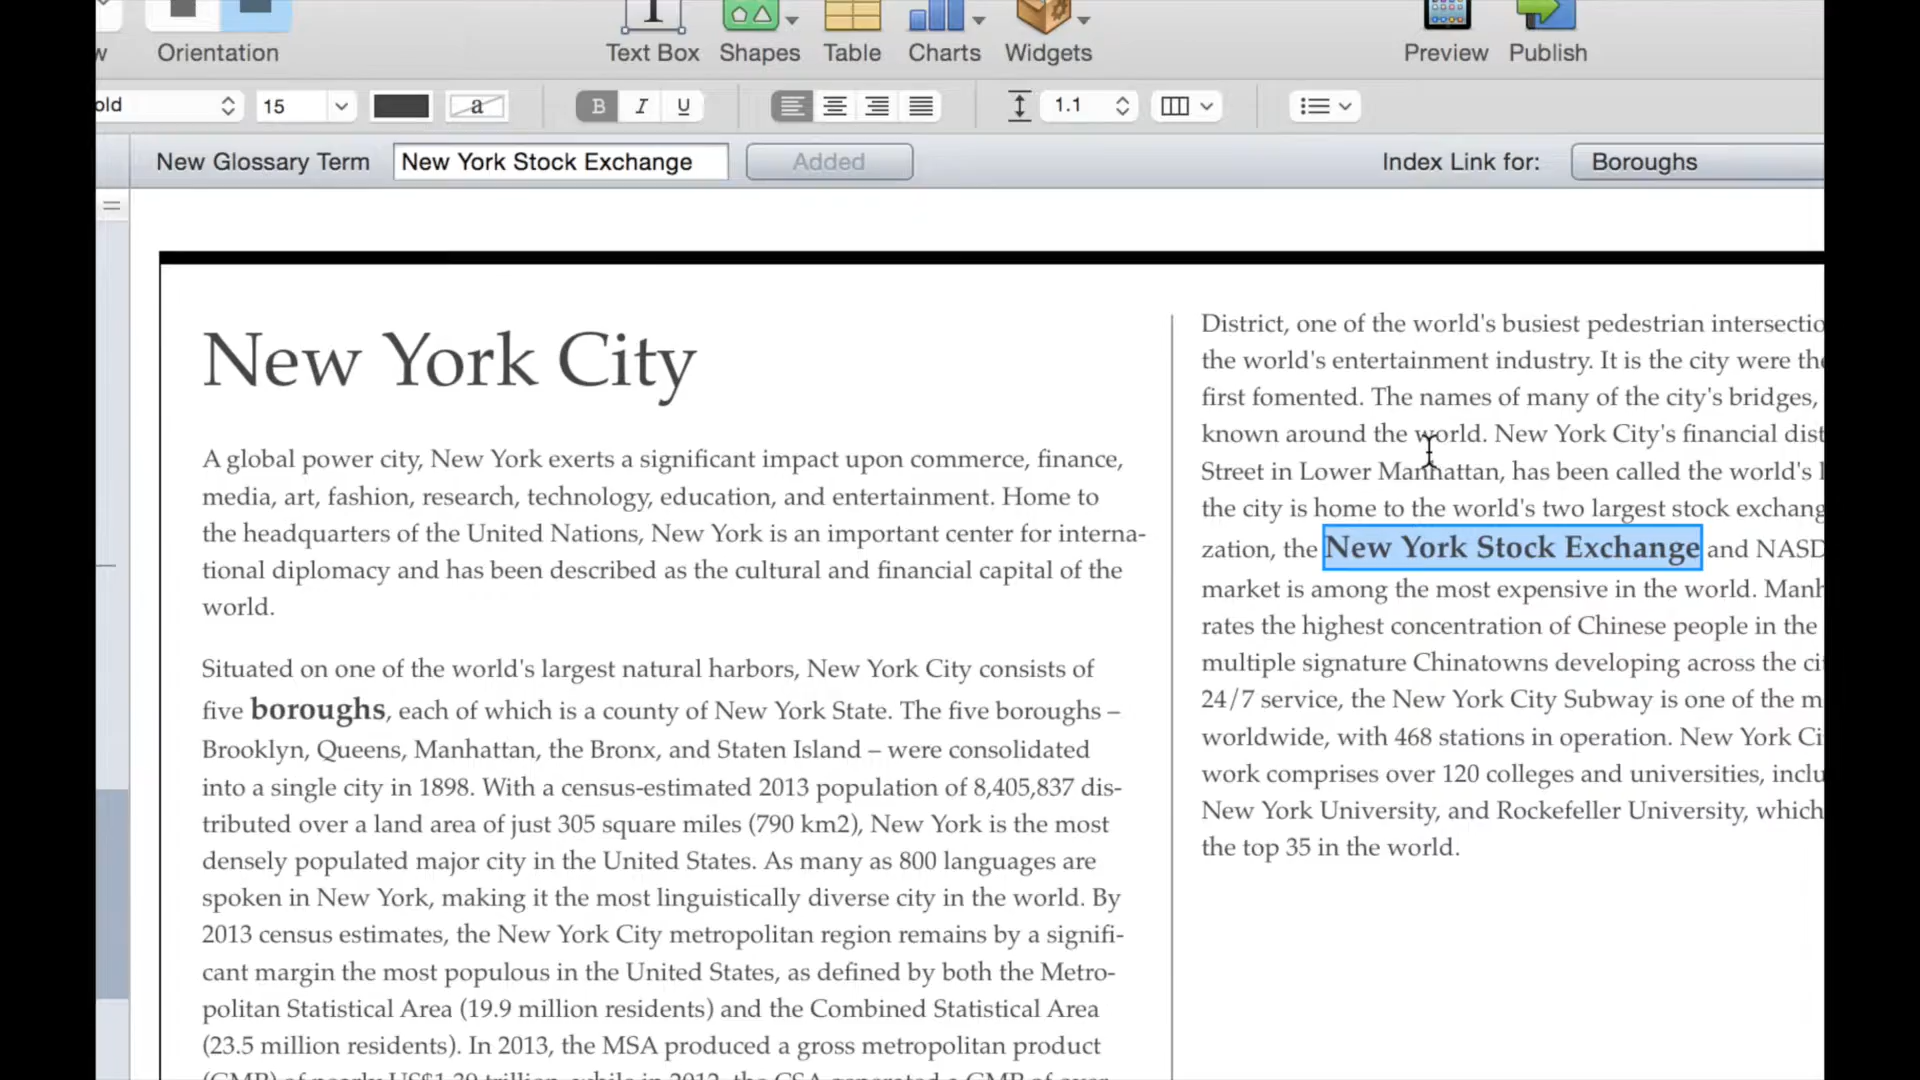 Orientation
Text Box
Shapes
Table
Charts
Widgets
Preview
Publish
old
15
a
B
I
U
1.1
New Glossary Term
New York Stock Exchange
Added
Index Link for:
Boroughs
New York City
A global power city, New York exerts a significant impact upon commerce, finance,
media, art, fashion, research, technology, education, and entertainment. Home to
the headquarters of the United Nations, New York is an important center for interna-
tional diplomacy and has been described as the cultural and financial capital of the
world.
Situated on one of the world's largest natural harbors, New York City consists of
five boroughs, each of which is a county of New York State. The five boroughs –
Brooklyn, Queens, Manhattan, the Bronx, and Staten Island – were consolidated
into a single city in 1898. With a census-estimated 2013 population of 8,405,837 dis-
tributed over a land area of just 305 square miles (790 km2), New York is the most
densely populated major city in the United States. As many as 800 languages are
spoken in New York, making it the most linguistically diverse city in the world. By
2013 census estimates, the New York City metropolitan region remains by a signifi-
cant margin the most populous in the United States, as defined by both the Metro-
politan Statistical Area (19.9 million residents) and the Combined Statistical Area
(23.5 million residents). In 2013, the MSA produced a gross metropolitan product
District, one of the world's busiest pedestrian intersectio
the world's entertainment industry. It is the city were the
first fomented. The names of many of the city's bridges,
known around the world. New York City's financial dist
Street in Lower Manhattan, has been called the world's
the city is home to the world's two largest stock exchang
zation, the New York Stock Exchange and NASD
market is among the most expensive in the world. Manh
rates the highest concentration of Chinese people in the
multiple signature Chinatowns developing across the ci
24/7 service, the New York City Subway is one of the m
worldwide, with 468 stations in operation. New York Ci
work comprises over 120 colleges and universities, inclu
New York University, and Rockefeller University, which
the top 35 in the world.